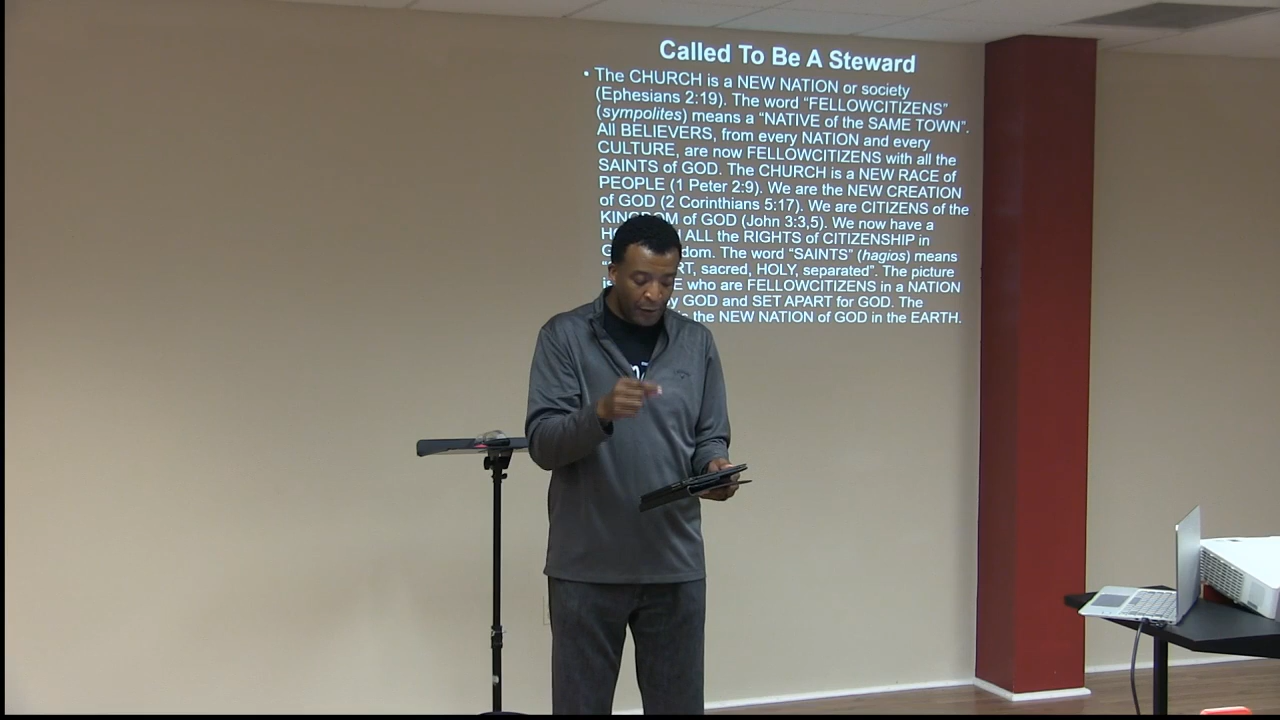 Called To Be A Steward
• The CHURCH is a NEW NATION or society
(Ephesians 2:19). The word “FELLOWCITIZENS”
(sympolites) means a “NATIVE of the SAME TOWN”.
All BELIEVERS, from every NATION and every
CULTURE, are now FELLOWCITIZENS with all the
SAINTS of GOD. The CHURCH is a NEW RACE of
PEOPLE (1 Peter 2:9). We are the NEW CREATION
of GOD (2 Corinthians 5:17). We are CITIZENS of the
KINGDOM of GOD (John 3:3,5). We now have a
ALL the RIGHTS of CITIZENSHIP in
The word “SAINTS” (hagios) means
sacred, HOLY, separated”. The picture
who are FELLOWCITIZENS in a NATION
by GOD and SET APART for GOD. The
is the NEW NATION of GOD in the EARTH.